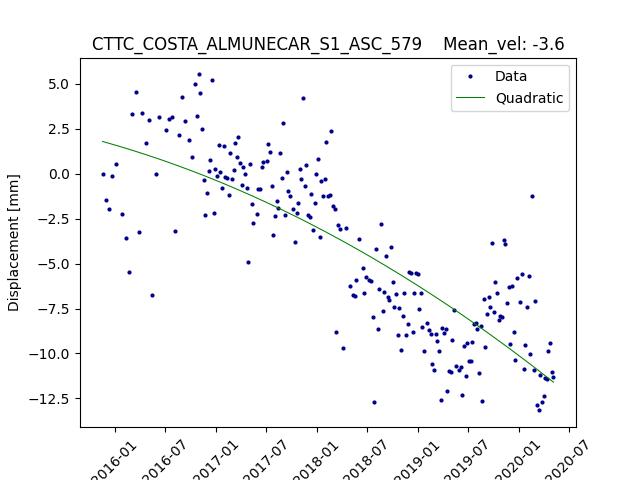 CTTC_COSTA_ALMUNECAR_S1_ASC_579 Mean_vel: -3.6
Data
Quadratic
Displacement [mm]
5.0
2.5
0.0
−2.5
−5.0
−7.5
−10.0
−12.5
2016-01 2016-07 2017-01 2017-07 2018-01 2018-07 2019-01 2019-07 2020-01 2020-07